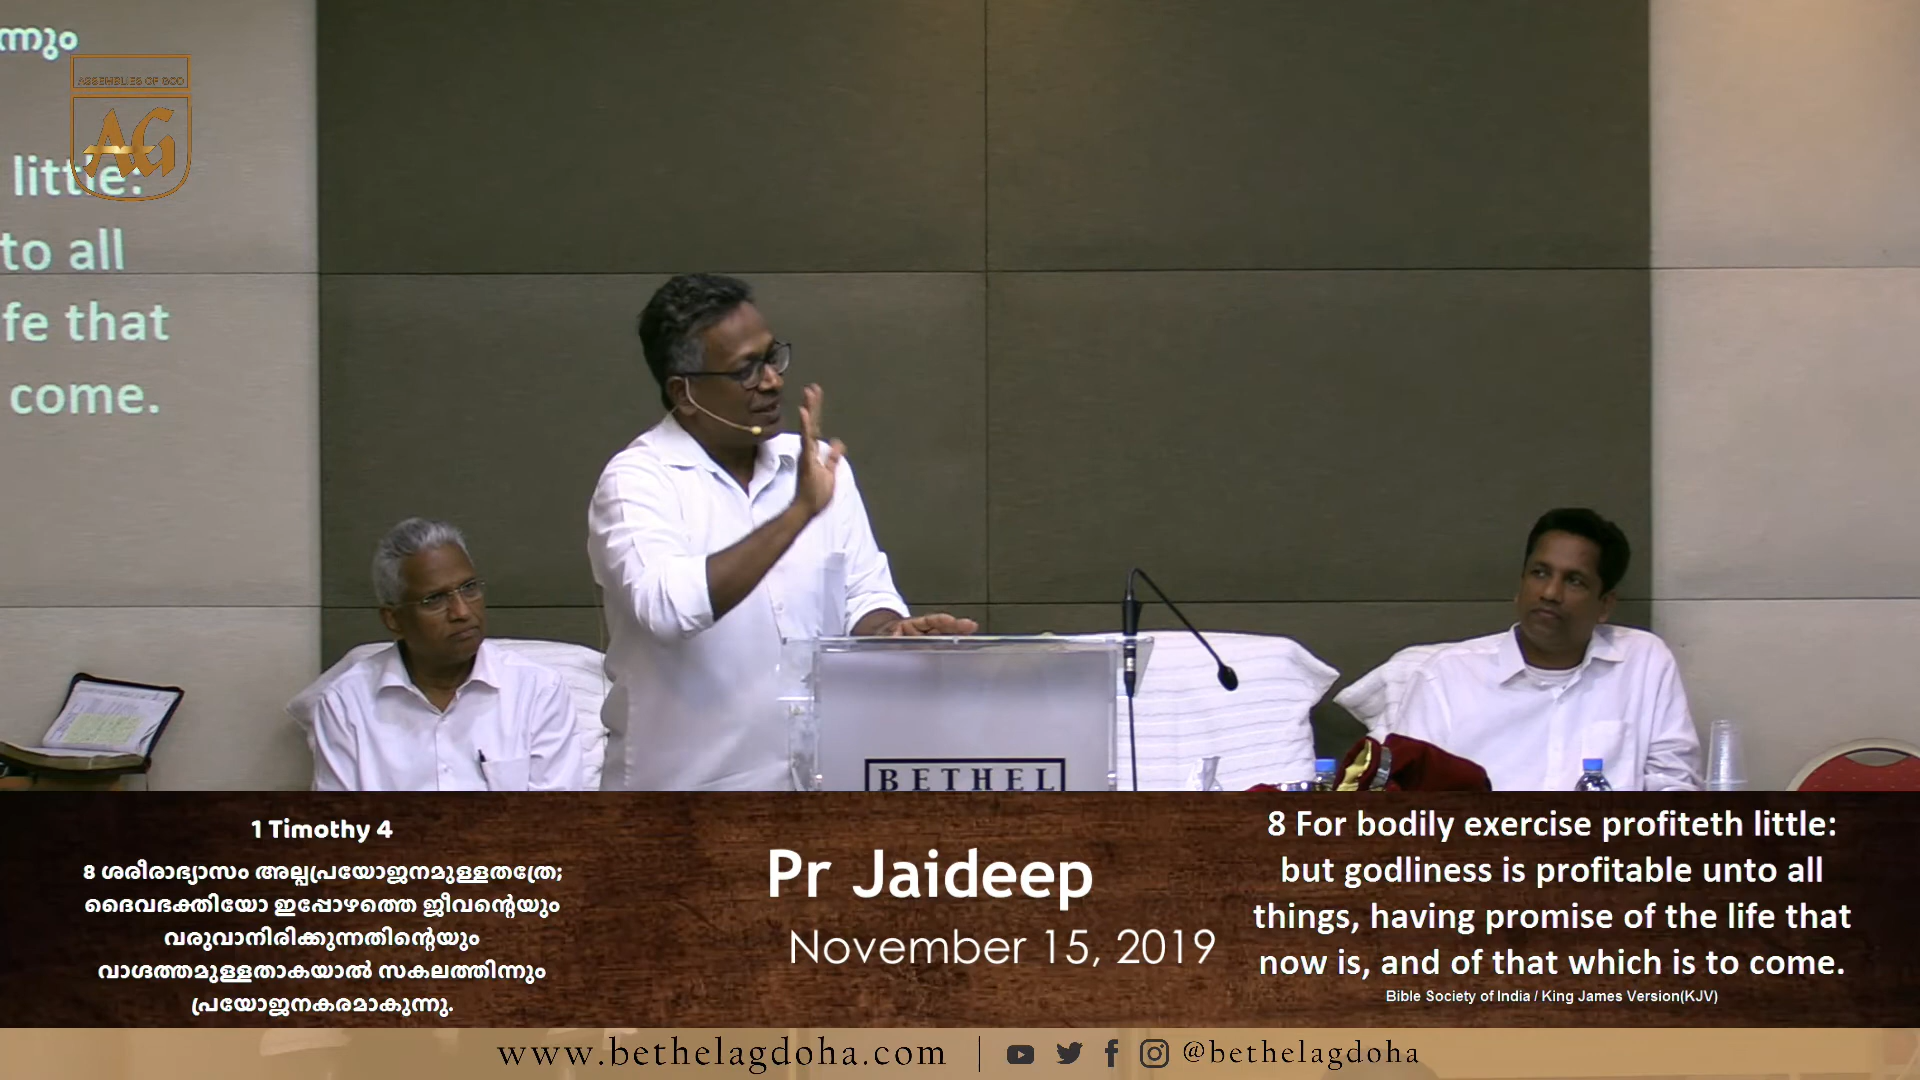 ന്നും
ASSEMBLIES OF GOD
AG
little:
to all
fe that
come.
BETHEL
1 Timothy 4
8 ശരീരാഭ്യാസം അല്പപ്രയോജനമുള്ളതത്രേ;
ദൈവഭക്തിയോ ഇപ്പോഴത്തെ ജീവന്റെയും
വരുവാനിരിക്കുന്നതിന്റെയും
വാഗ്ദത്തമുള്ളതാകയാൽ സകലത്തിന്നും
പ്രയോജനകരമാകുന്നു.
Pr Jaideep
November 15, 2019
8 For bodily exercise profiteth little:
but godliness is profitable unto all
things, having promise of the life that
now is, and of that which is to come.
Bible Society of India / King James Version(KJV)
www.bethelagdoha.com | @bethelagdoha